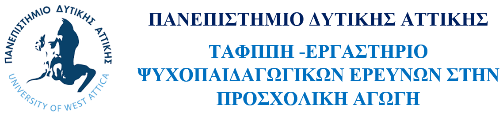 ΠΑΝΕΠΙΣΤΗΜΙΟ ΔΥΤΙΚΗΣ ΑΤΤΙΚΗΣ
UNIVERSITY OF WEST ATTICA
ΠΑΝΕΠΙΣΤΗΜΙΟ ΔΥΤΙΚΗΣ ΑΤΤΙΚΗΣ
ΤΑΦΠΠΗ -ΕΡΓΑΣΤΗΡΙΟ
ΨΥΧΟΠΑΙΔΑΓΩΓΙΚΩΝ ΕΡΕΥΝΩΝ ΣΤΗΝ
ΠΡΟΣΧΟΛΙΚΗ ΑΓΩΓΗ